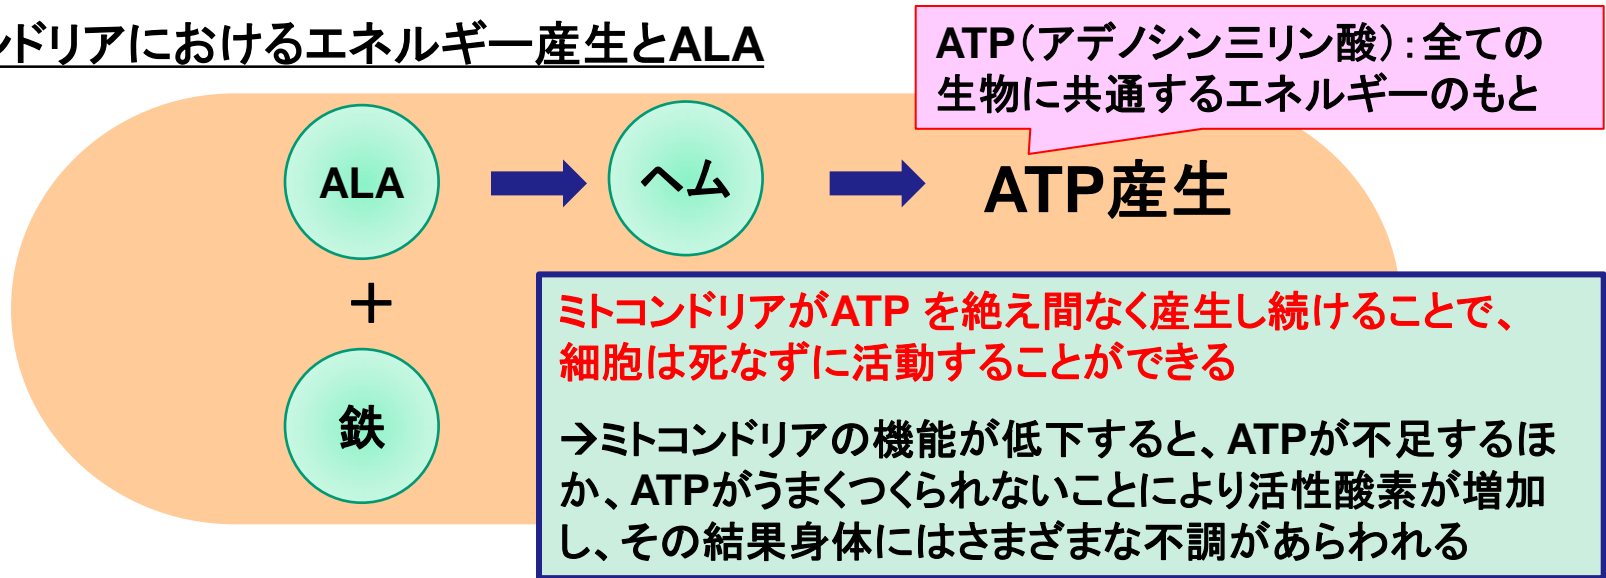 ンドリアにおけるエネルギー産生とALA
ATP(アデノシン三リン酸):全ての
生物に共通するエネルギーのもと
ALA
ヘム
ATP産生
+
鉄
ミトコンドリアがATP を絶え間なく産生し続けることで、
細胞は死なずに活動することができる
→ミトコンドリアの機能が低下すると、ATPが不足するほ
か、ATPがうまくつくられないことにより活性酸素が増加
し、その結果身体にはさまざまな不調があらわれる